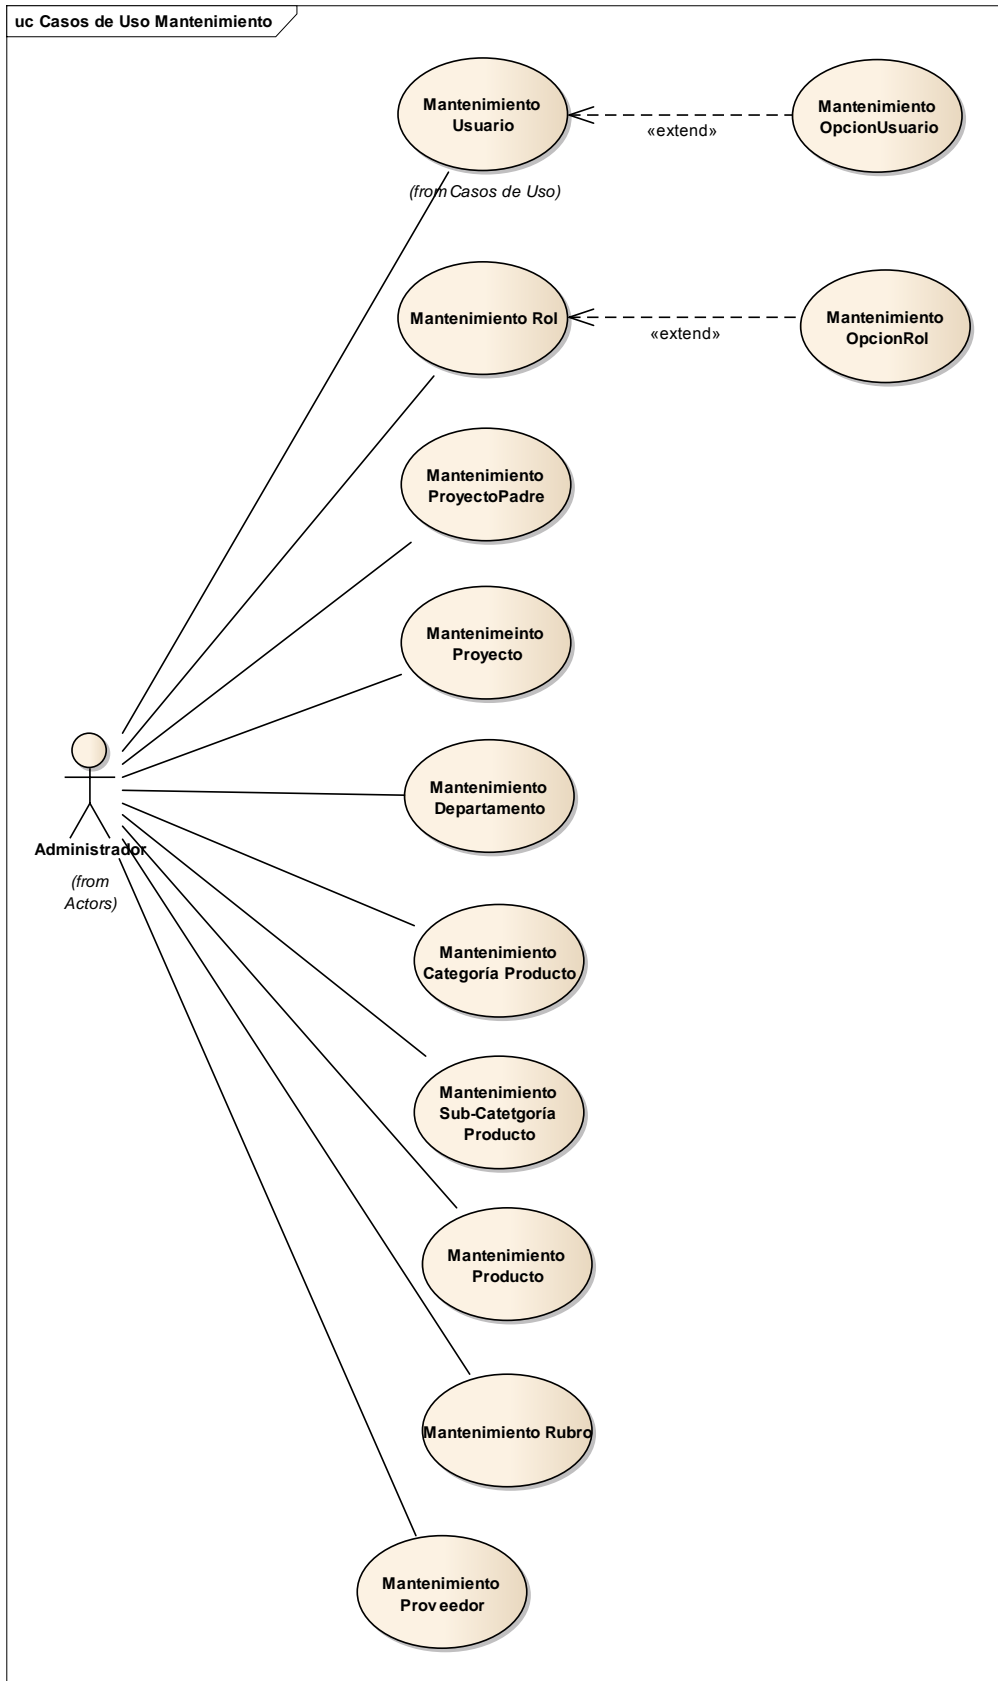 uc Casos de Uso Mantenimiento
Mantenimiento
Usuario
(from Casos de Uso)
«extend»
Mantenimiento
OpcionUsuario
Mantenimiento Rol
«extend»
Mantenimiento
OpcionRol
Mantenimiento
ProyectoPadre
Mantenimeinto
Proyecto
Administrador
(from
Actors)
Mantenimiento
Departamento
Mantenimiento
Categoría Producto
Mantenimiento
Sub-Catetgoría
Producto
Mantenimiento
Producto
Mantenimiento Rubro
Mantenimiento
Proveedor